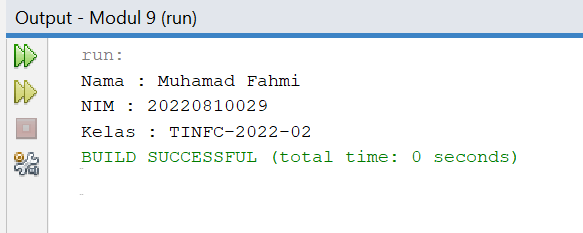 Output - Modul 9 (run)
run:
Nama : Muhamad Fahmi
NIM : 20220810029
Kelas : TINFC-2022-02
BUILD SUCCESSFUL (total time: 0 seconds)